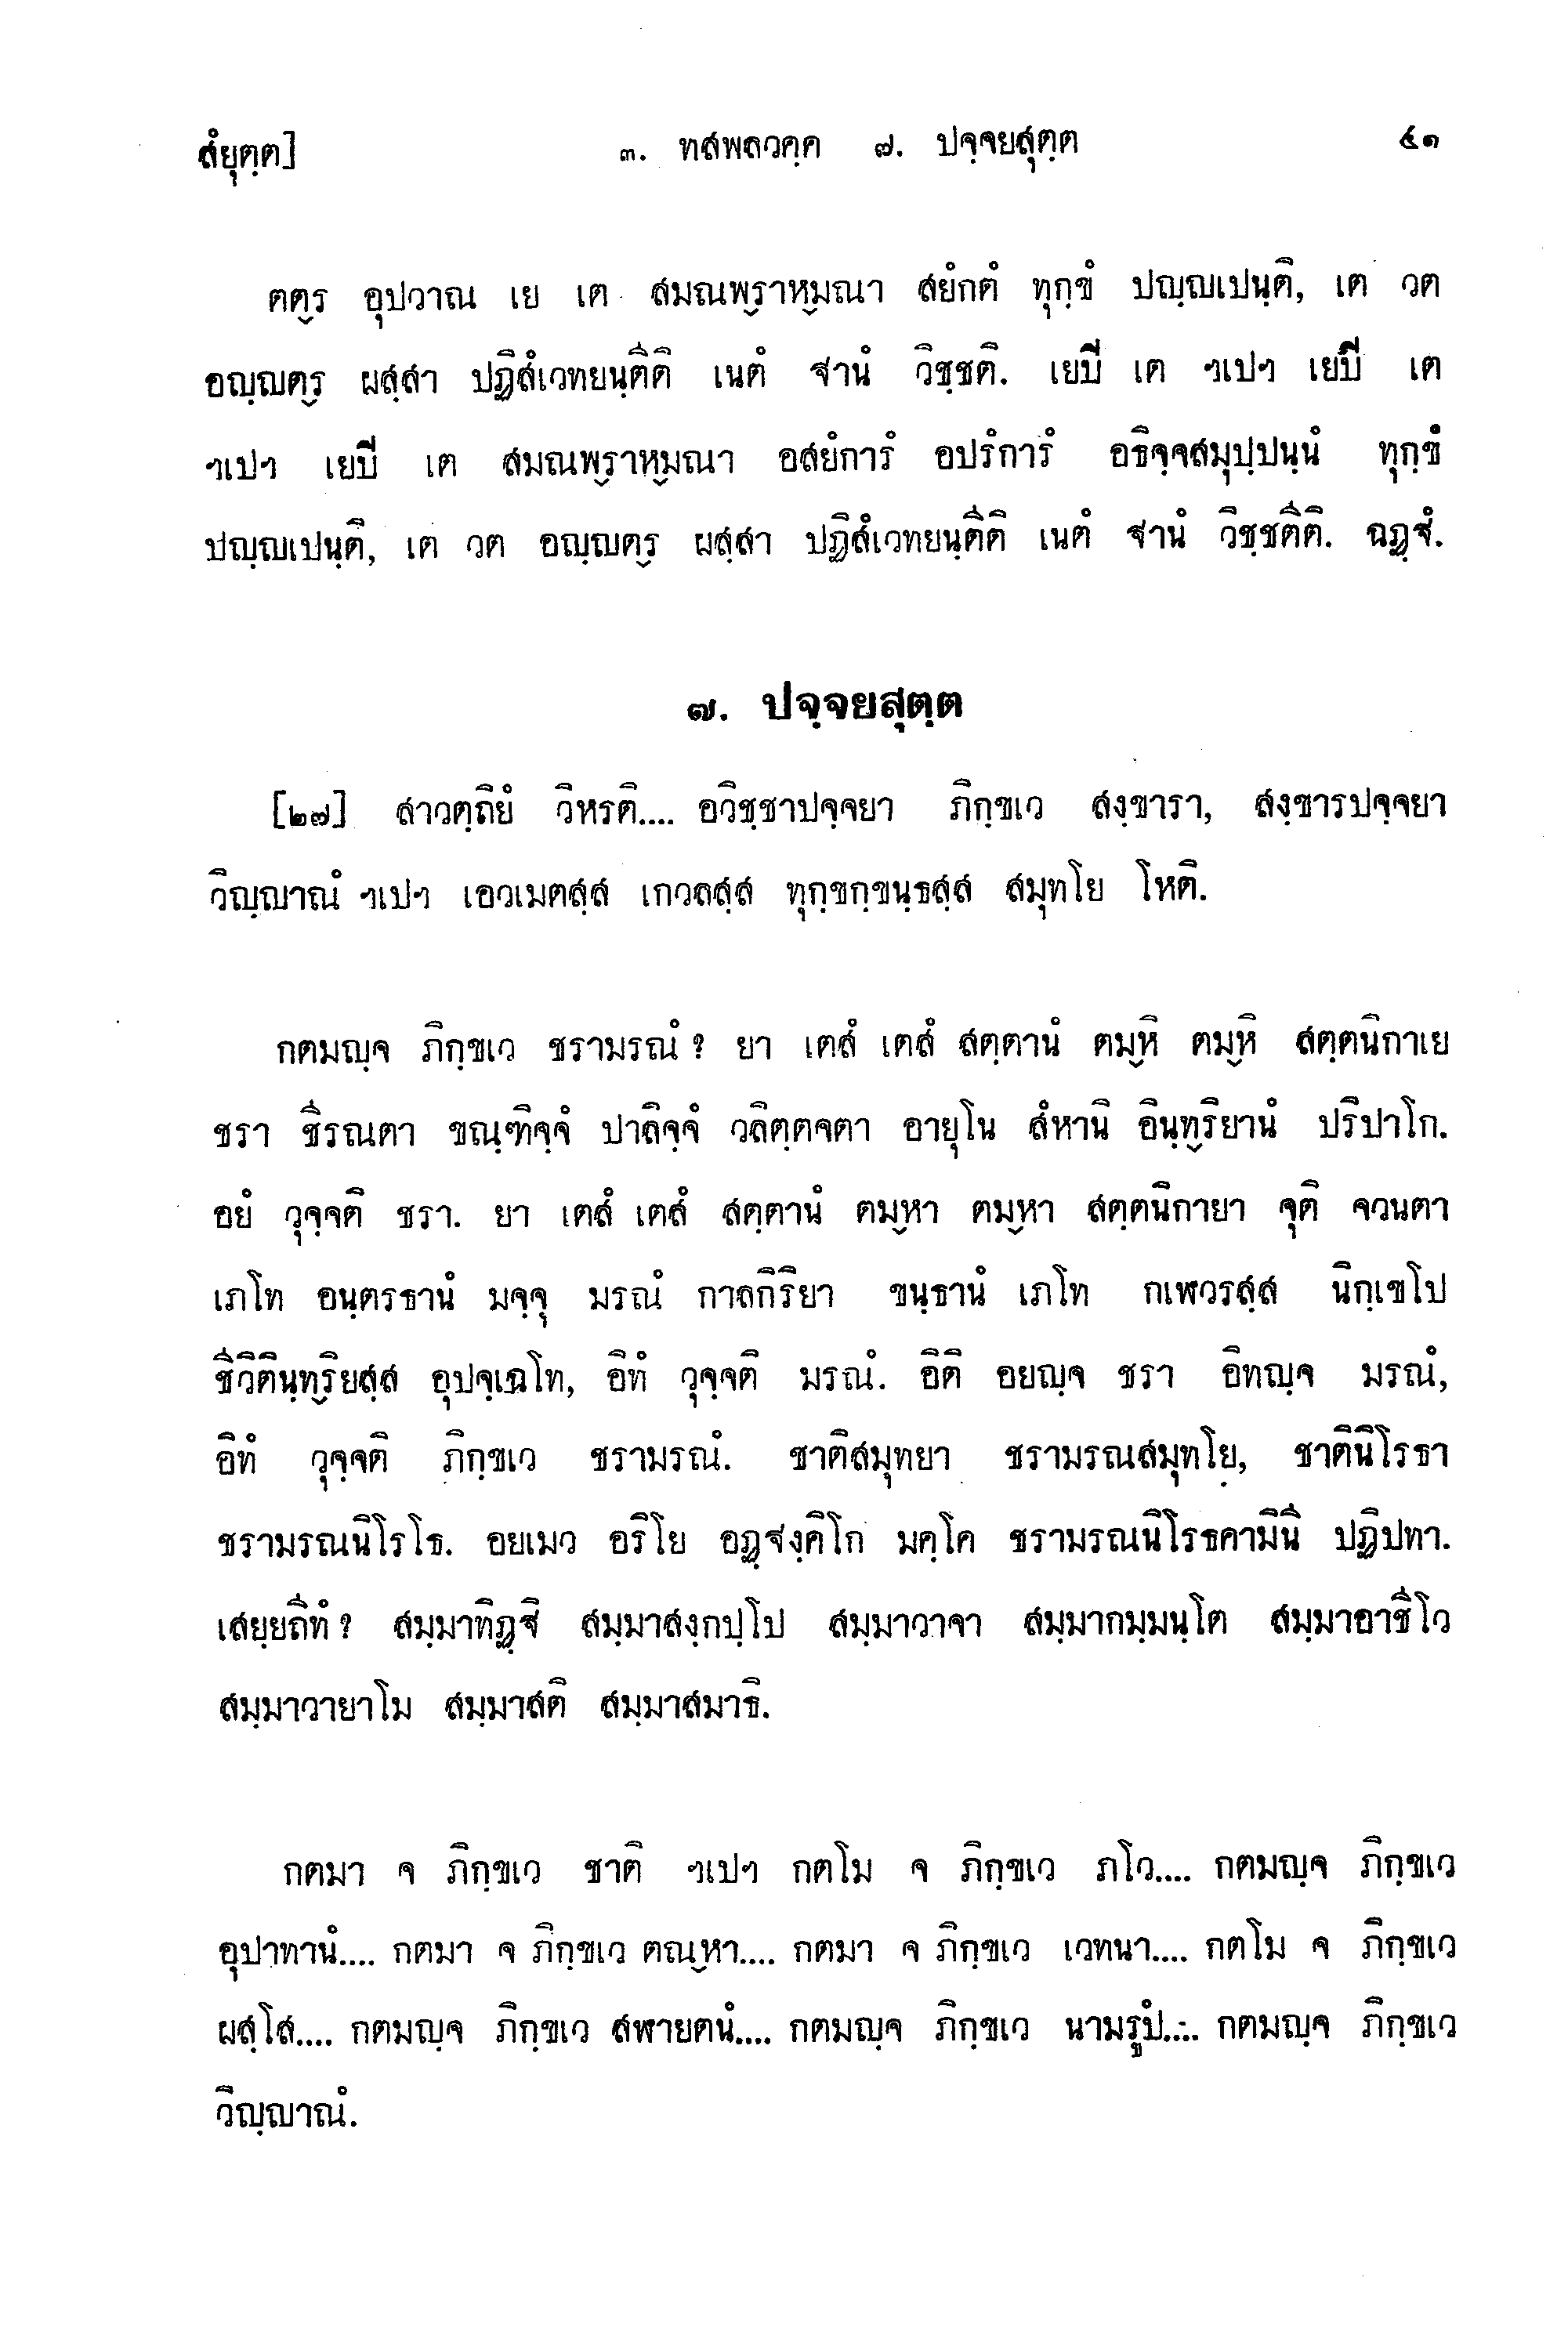 สํยุตฺต]	๓. ทสพลวคฺค ๗. ปจฺจยสุตฺต	๔๑
ตตฺร อุปวาณ เย เต สมณพฺราหฺมณา สยํกตํ ทุกฺขํ ปญฺญเปนฺติ, เต วต
อญฺญตฺร ผสฺสา ปฏิสํเวทยนฺตีติ เนตํ ฐานํ วิชฺชติ. เยปี เต ฯเปฯ เยปี เต
ฯเปฯ เยปี เต สมณพฺราหฺมณา อสยํการํ อปรํการํ อธิจฺจสมุปฺปนฺนํ ทุกฺขํ
ปญฺญเปนฺติ, เต วต อญฺญตฺร ผสฺสา ปฏิสํเวทยนฺตีติ เนตํ ฐานํ วิชฺชตีติ. ฉฏฺฐํ.
๗. ปจฺจยสุตฺต
[๒๗] สาวตฺถิยํ วิหรติ.... อวิชฺชาปจฺจยา ภิกฺขเว สงฺขารา, สงฺขารปจฺจยา
วิญฺญาณํ ฯเปฯ เอวเมตสฺส เกวลสฺส ทุกฺขกฺขนฺธสฺส สมุทโย โหติ.
กตมญฺจ ภิกฺขเว ชรามรณํ? ยา เตสํ เตสํ สตฺตานํ ตมฺหิ ตมฺหิ สตฺตนิกาเย
ชรา ชีรณตา ขณฺฑิจฺจํ ปาลิจฺจํ วลิตฺตจตา อายุโน สํหานิ อินฺทฺริยานํ ปริปาโก.
อยํ วุจฺจติ ชรา. ยา เตสํ เตสํ สตฺตานํ ตมฺหา ตมฺหา สตฺตนิกายา จุติ จวนตา
เภโท อนฺตรธานํ มจฺจุ มรณํ กาลกิริยา ขนฺธานํ เภโท กเฬวรสฺส นิกฺเขโป
ชีวิตินฺทฺริยสฺส อุปจฺเฉโท, อิทํ วุจฺจติ มรณํ. อิติ อยญฺจ ชรา อิทญฺจ มรณํ,
อิทํ วุจฺจติ ภิกฺขเว ชรามรณํ. ชาติสมุทยา ชรามรณสมุทโย, ชาตินิโรธา
ชรามรณนิโรโธ. อยเมว อริโย อฏฺฐงฺคิโก มคฺโค ชรามรณนิโรธคามินี ปฏิปทา.
เสยฺยถีทํ? สมฺมาทิฏฺฐิ สมฺมาสงฺกปฺโป สมฺมาวาจา สมฺมากมฺมนฺโต สมฺมาอาชีโว
สมฺมาวายาโม สมฺมาสติ สมฺมาสมาธิ.
กตมา จ ภิกฺขเว ชาติ ฯเปฯ กตโม จ ภิกฺขเว ภโว.... กตมญฺจ ภิกฺขเว
อุปาทานํ.... กตมา จ ภิกฺขเว ตณฺหา.... กตมา จ ภิกฺขเว เวทนา.... กตโม จ ภิกฺขเว
ผสฺโส.... กตมญฺจ ภิกฺขเว สฬายตนํ.... กตมญฺจ ภิกฺขเว นามรูปํ.... กตมญฺจ ภิกฺขเว
วิญฺญาณํ.